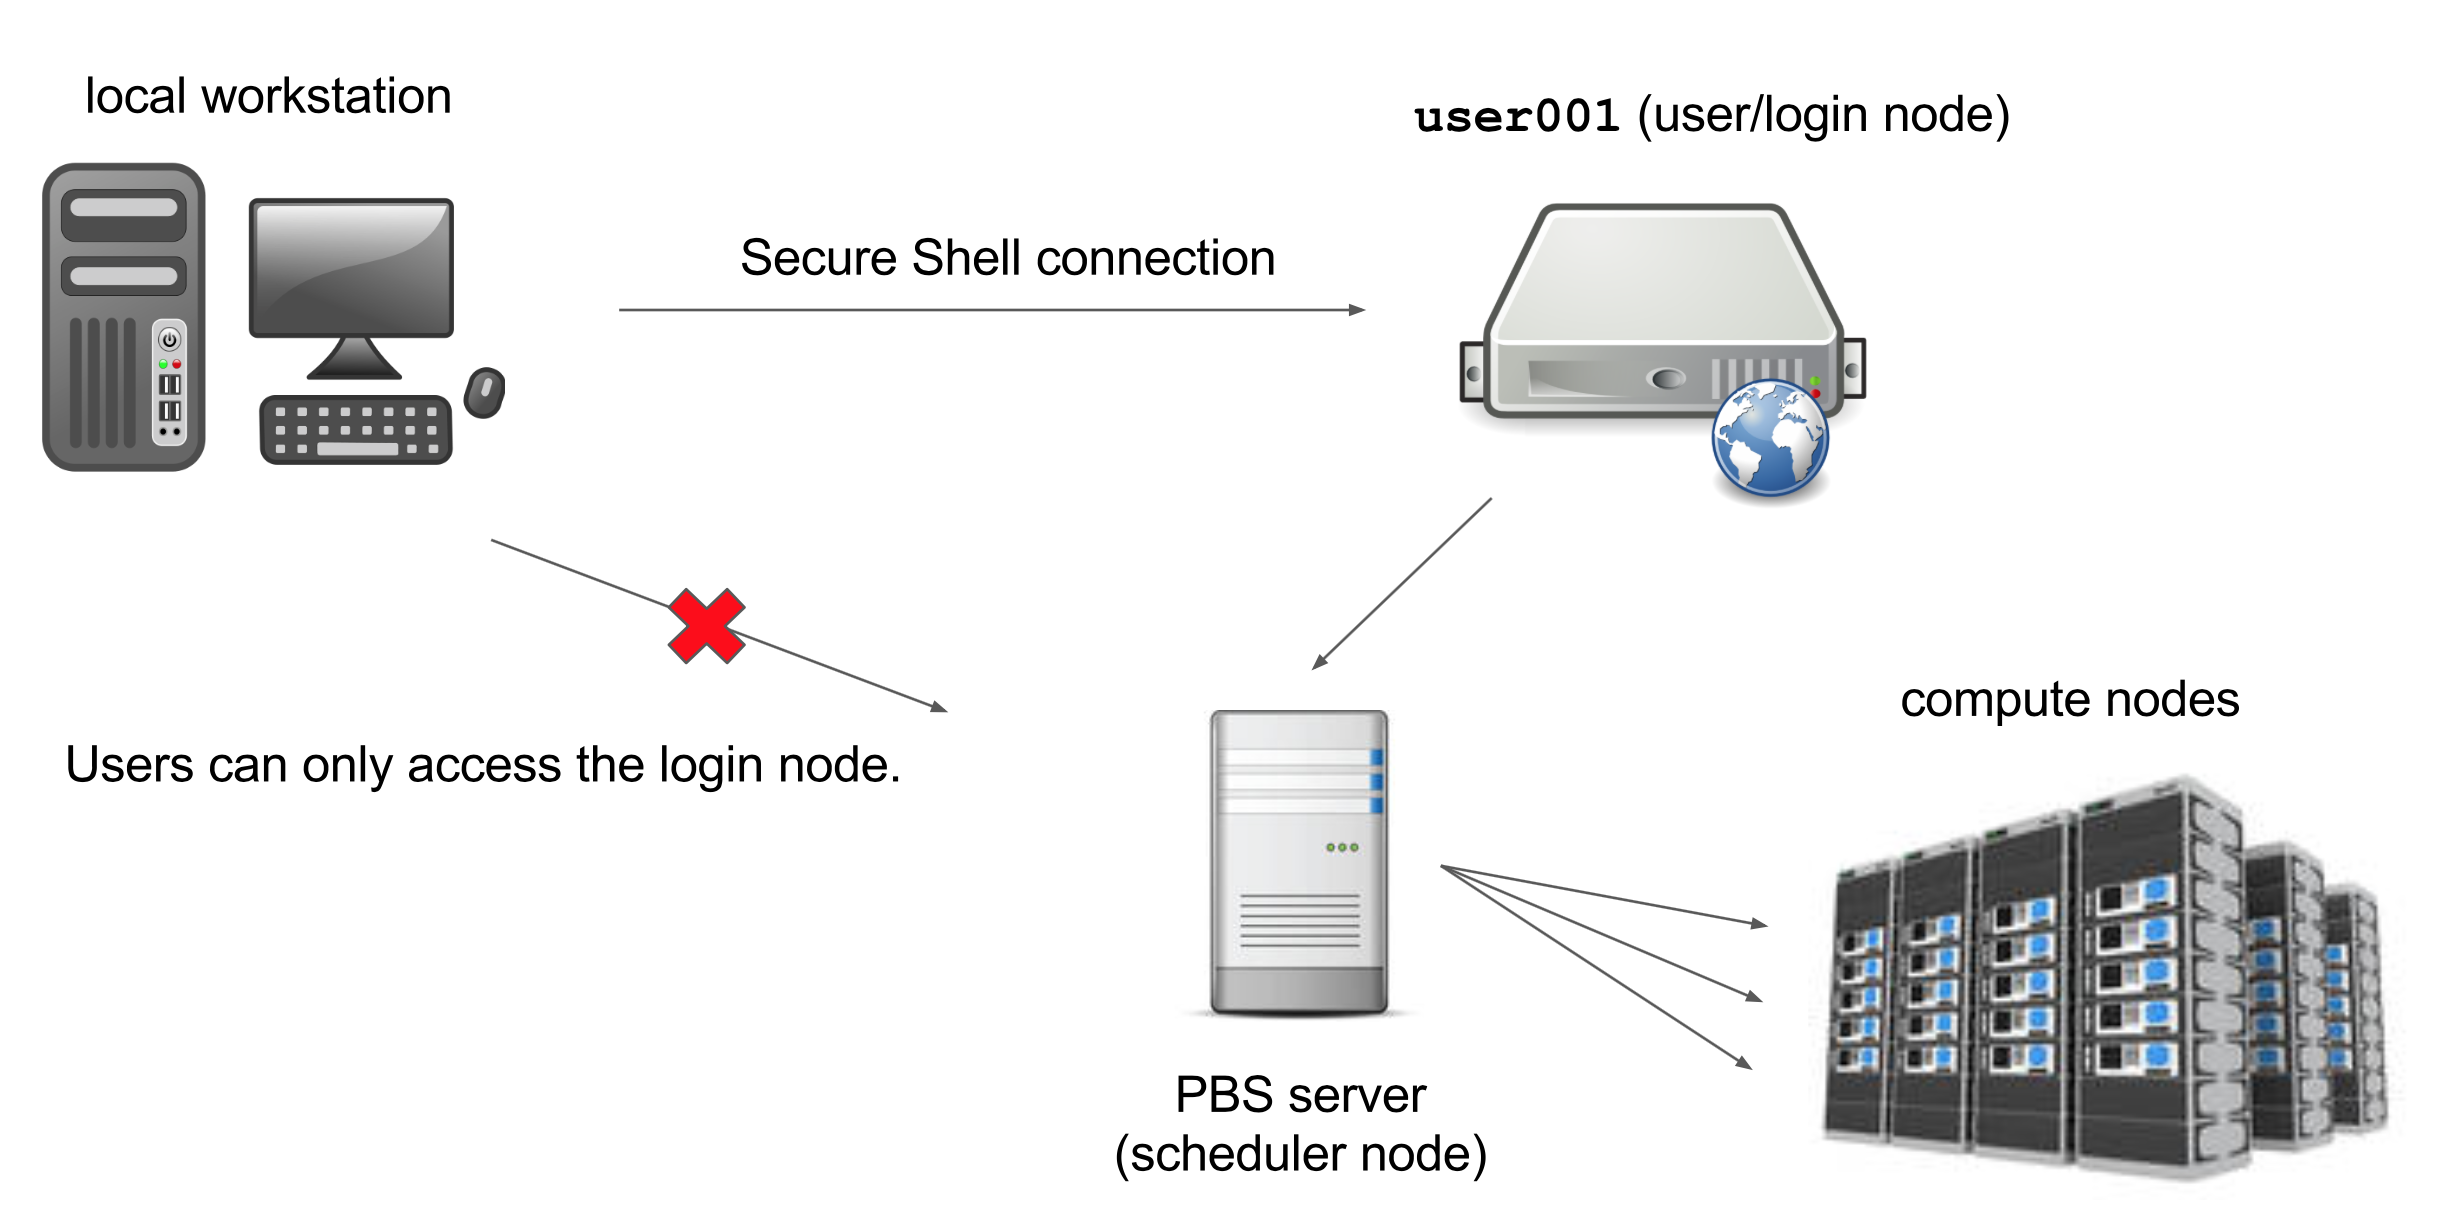 local workstation
user001 (user/login node)
Secure Shell connection
Users can only access the login node.
compute nodes
PBS server
(scheduler node)